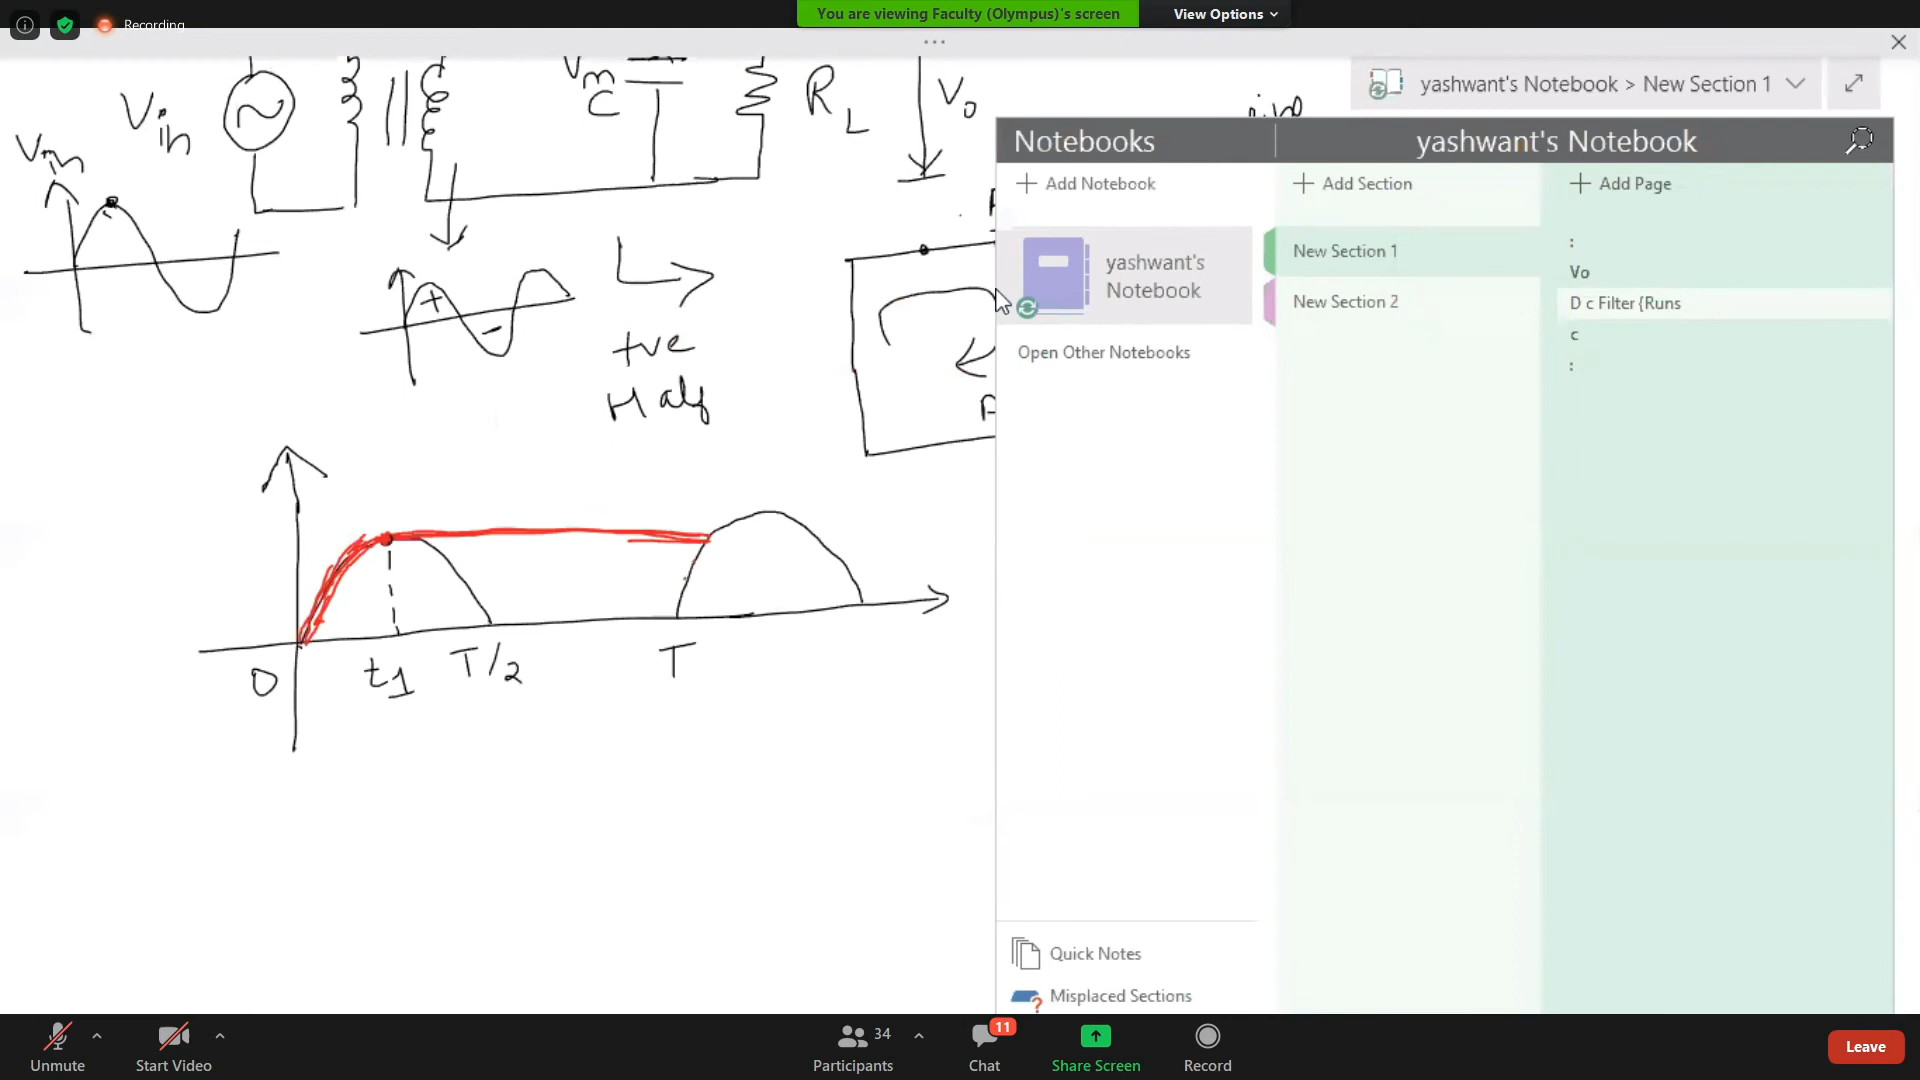 Recording
You are viewing Faculty (Olympus)'s screen
View Options
yashwant's Notebook > New Section 1
Vin
Vm
C
RL
Vo
Vin
Notebooks
yashwant's Notebook
Add Notebook
Add Section
Add Page
yashwant's
Notebook
New Section 1
New Section 2
:
Vo
D c Filter {Runs
c
:
Open Other Notebooks
+
-
+ve
Half
0
t1
T/2
T
Quick Notes
Misplaced Sections
Unmute
Start Video
34
Participants
11
Chat
Share Screen
Record
Leave